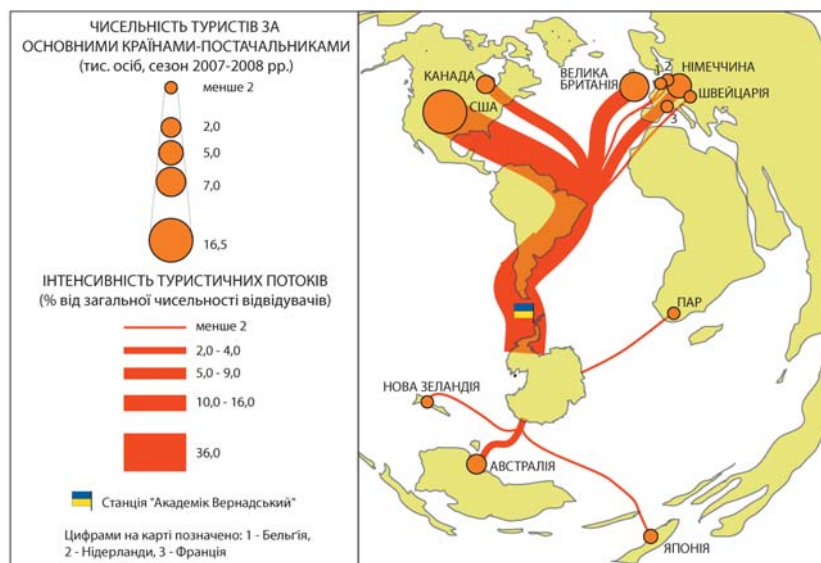 ЧИСЕЛЬНІСТЬ ТУРИСТІВ ЗА
ОСНОВНИМИ КРАЇНАМИ-ПОСТАЧАЛЬНИКАМИ
(тис. осіб, сезон 2007-2008 рр.)
менше 2
2,0
5,0
7,0
16,5
ІНТЕНСИВНІСТЬ ТУРИСТИЧНИХ ПОТОКІВ
(% від загальної чисельності відвідувачів)
менше 2
2,0 - 4,0
5,0 - 9,0
10,0 - 16,0
36,0
Станція "Академік Вернадський"
Цифрами на карті позначено: 1 - Бельгія,
2 - Нідерланди, 3 - Франція
КАНАДА
США
ВЕЛИКА
БРИТАНІЯ
1
2
НІМЕЧЧИНА
ШВЕЙЦАРІЯ
3
ПАР
НОВА ЗЕЛАНДІЯ
АВСТРАЛІЯ
ЯПОНІЯ